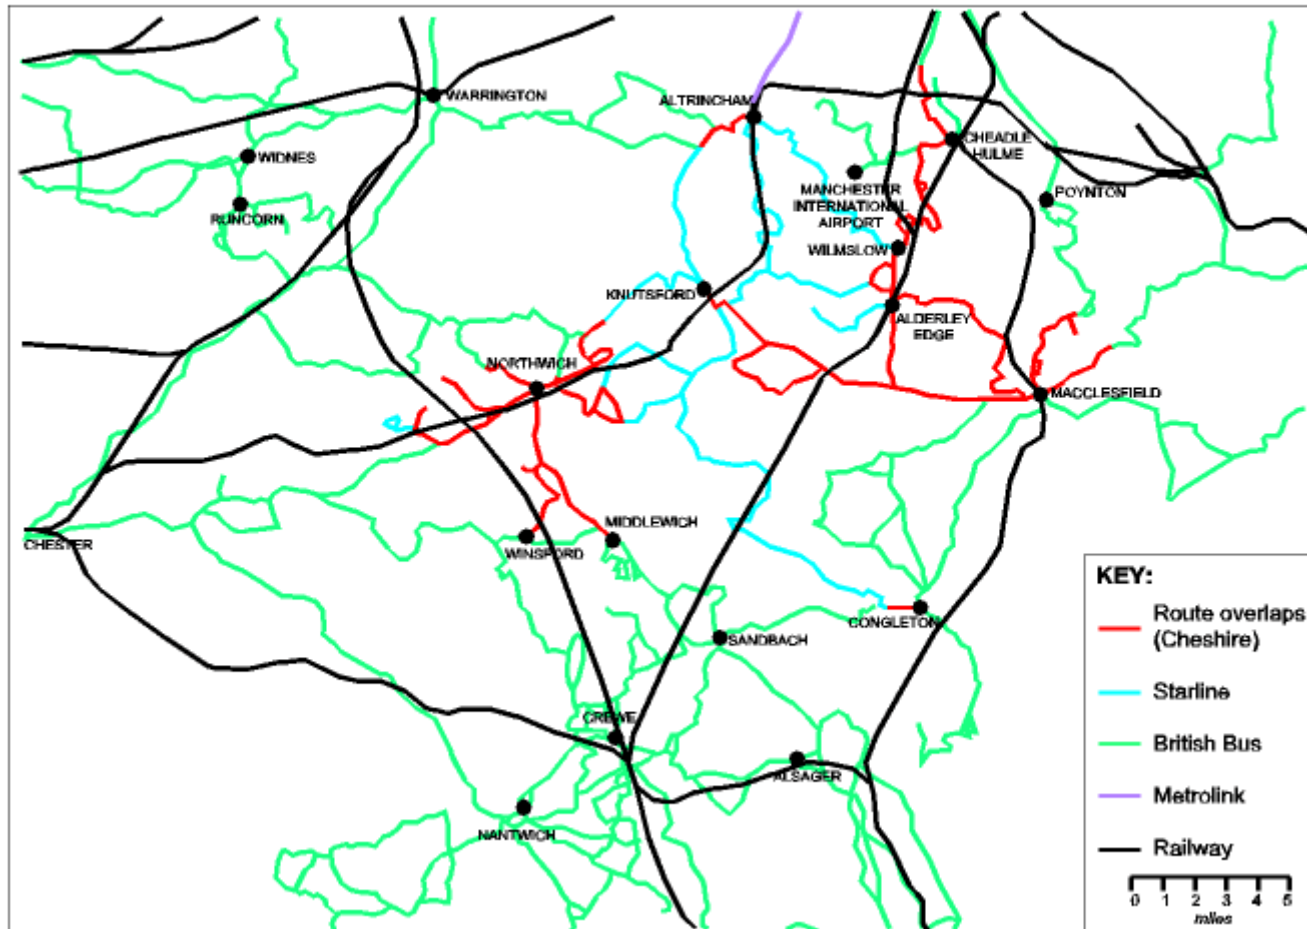 WARRINGTON
ALTRINCHAM
CHEADLE
HULME
WIDNES
MANCHESTER
INTERNATIONAL
AIRPORT
POYNTON
RUNCORN
WILMSLOW
KNUTSFORD
ALDERLEY
EDGE
NORTHWICH
MACCLESFIELD
MIDDLEWICH
CHESTER
WINSFORD
CONGLETON
SANDBACH
CREWE
ALSAGER
NANTWICH
KEY:
Route overlaps
(Cheshire)
Starline
British Bus
Metrolink
Railway
0 1 2 3 4 5
miles